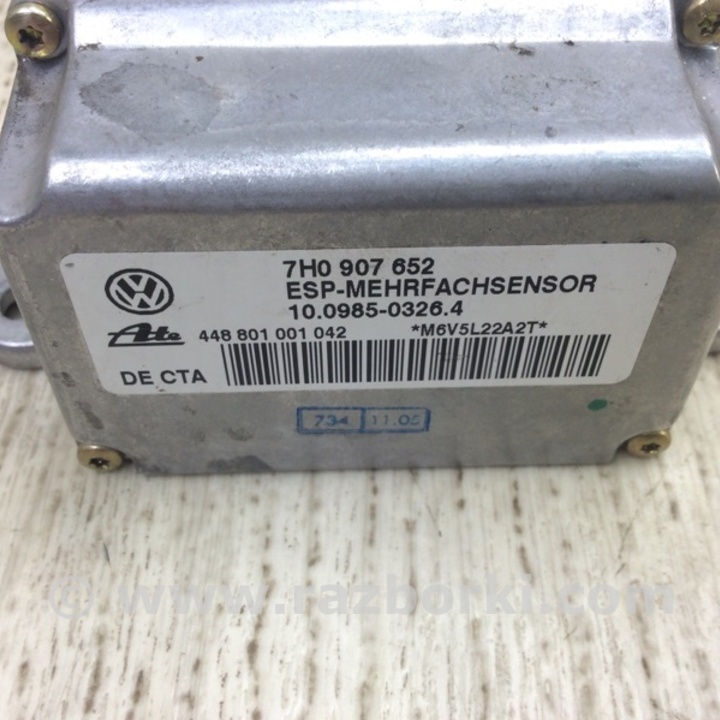 7H0 907 652
ESP-MEHRFACHSENSOR
10.0985-0326.4
Ate 448 801 001 042 *M6V5L22A2T*
DE CTA
734 11.05
© www.razborki.com